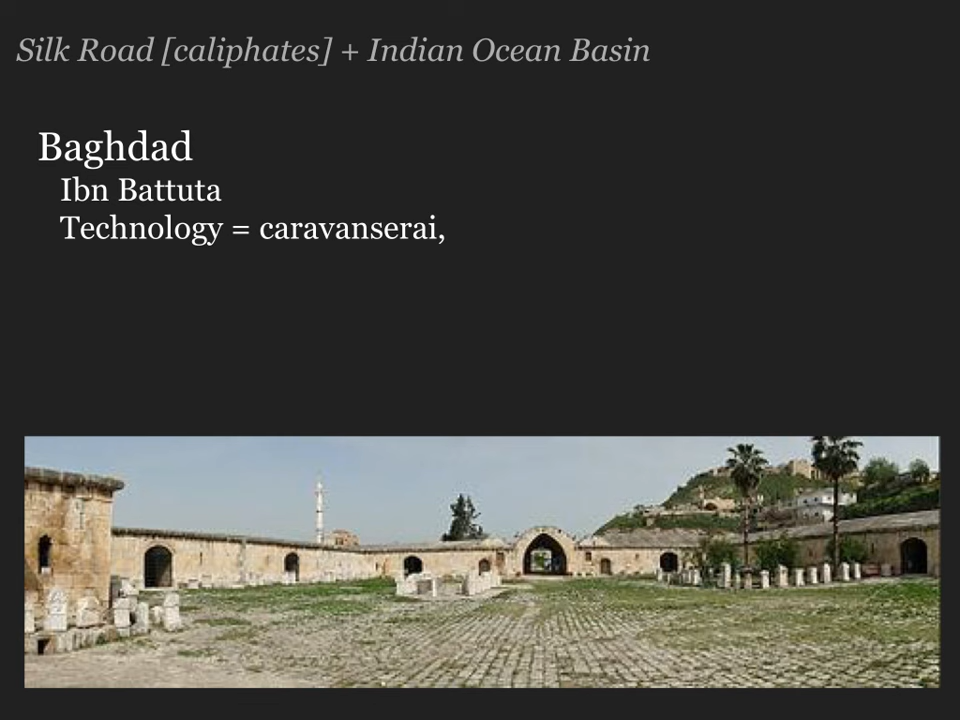 Silk Road [caliphates] + Indian Ocean Basin
Baghdad
Ibn Battuta
Technology = caravanserai,